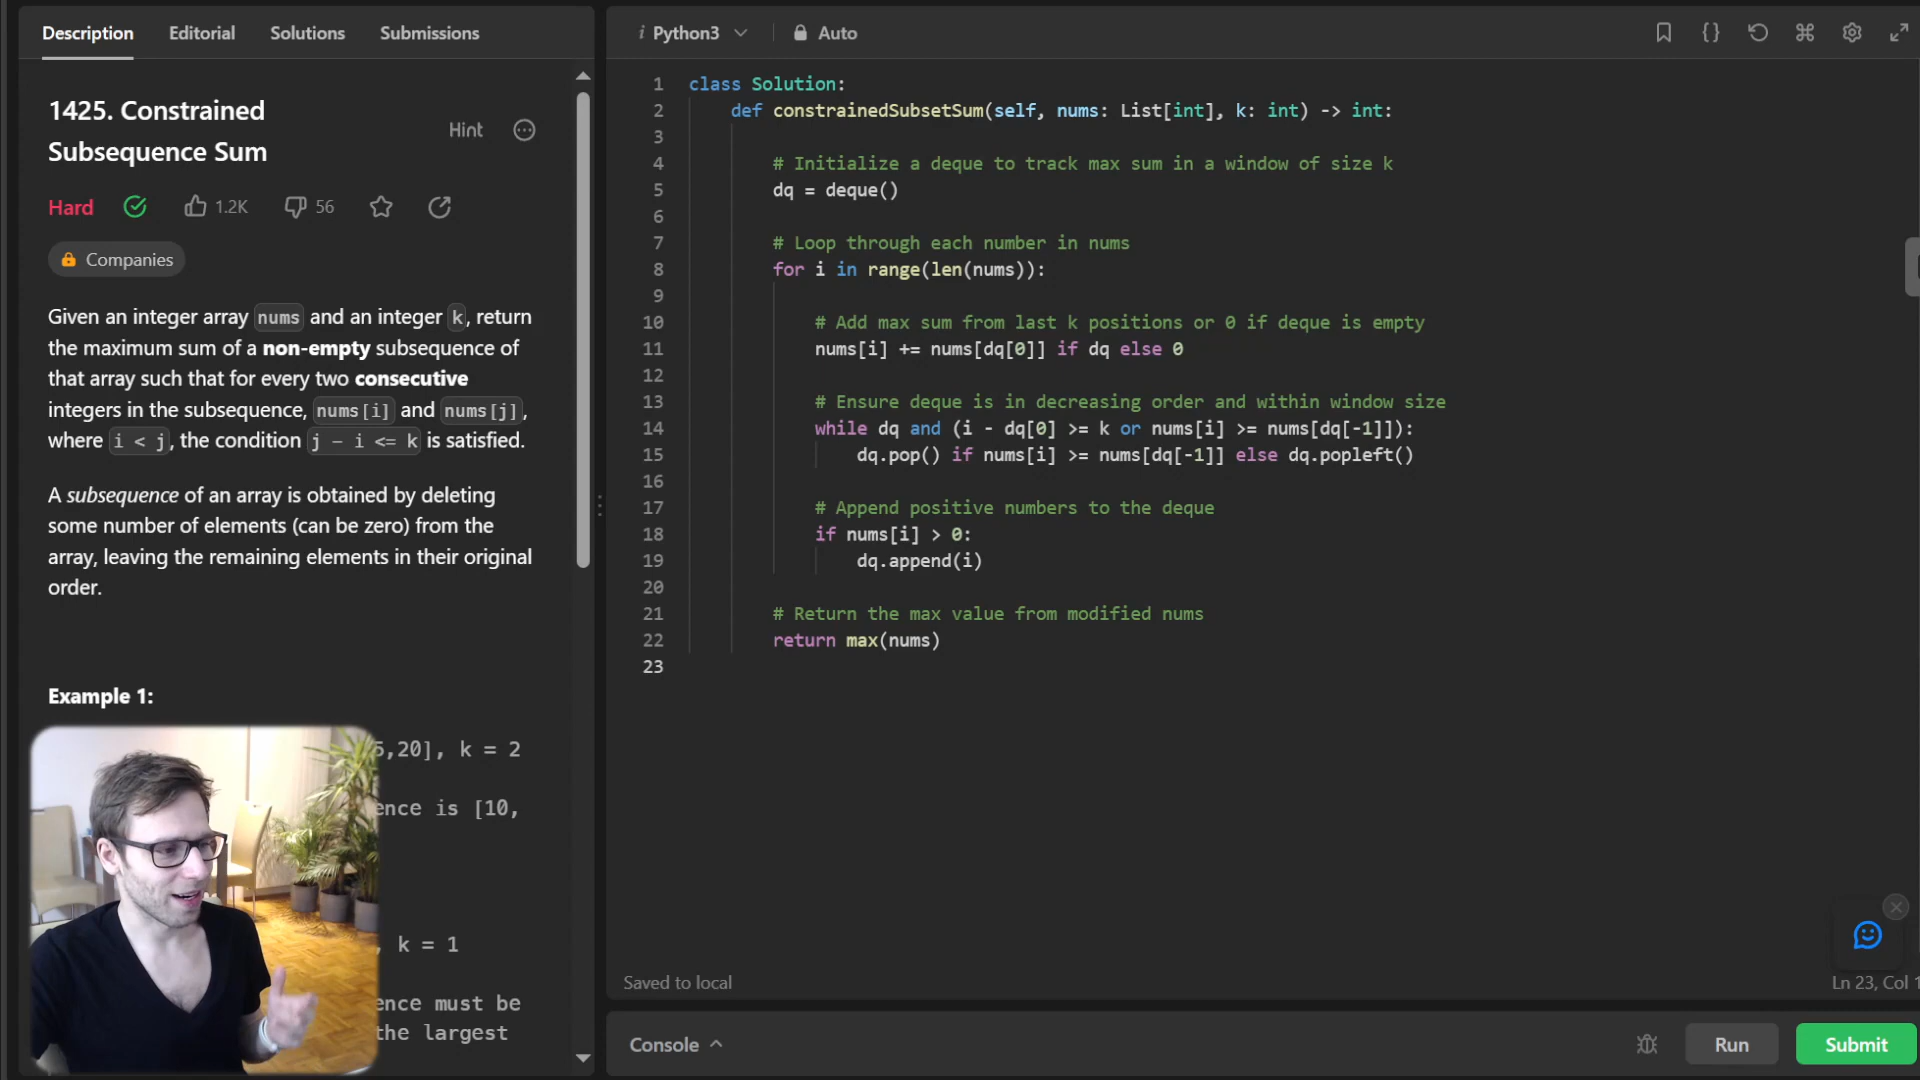 Description Editorial Solutions Submissions
1425. Constrained
Subsequence Sum
Hint
Hard 1.2K 56
Companies
Given an integer array nums and an integer k, return
the maximum sum of a non-empty subsequence of
that array such that for every two consecutive
integers in the subsequence, nums[i] and nums[j],
where i < j, the condition j - i <= k is satisfied.
A subsequence of an array is obtained by deleting
some number of elements (can be zero) from the
array, leaving the remaining elements in their original
order.
Example 1:
5,20], k = 2
ence is [10,
, k = 1
ence must be
the largest
i Python3 Auto
1 class Solution:
2 def constrainedSubsetSum(self, nums: List[int], k: int) -> int:
3
4 # Initialize a deque to track max sum in a window of size k
5 dq = deque()
6
7 # Loop through each number in nums
8 for i in range(len(nums)):
9
10 # Add max sum from last k positions or 0 if deque is empty
11 nums[i] += nums[dq[0]] if dq else 0
12
13 # Ensure deque is in decreasing order and within window size
14 while dq and (i - dq[0] >= k or nums[i] >= nums[dq[-1]]):
15 dq.pop() if nums[i] >= nums[dq[-1]] else dq.popleft()
16
17 # Append positive numbers to the deque
18 if nums[i] > 0:
19 dq.append(i)
20
21 # Return the max value from modified nums
22 return max(nums)
23
Saved to local
Ln 23, Col 1
Console Run Submit